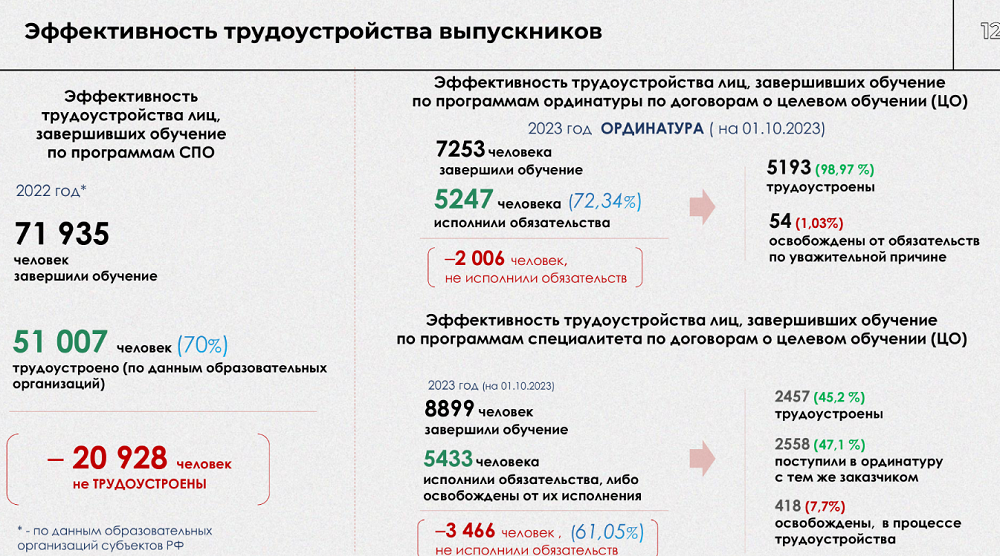 Эффективность трудоустройства выпускников
12
Эффективность
трудоустройства лиц,
завершивших обучение
по программам СПО
2022 год*
71 935
человек
завершили обучение
51 007 человек (70%)
трудоустроено (по данным образовательных
организаций)
– 20 928 человек
не ТРУДОУСТРОЕНЫ
* - по данным образовательных
организаций субъектов РФ
Эффективность трудоустройства лиц, завершивших обучение
по программам ординатуры по договорам о целевом обучении (ЦО)
2023 год ОРДИНАТУРА ( на 01.10.2023)
7253 человека
завершили обучение
5247 человека (72,34%)
исполнили обязательства
–2 006 человек,
не исполнили обязательств
5193 (98,97 %)
трудоустроены
54 (1,03%)
освобождены от обязательств
по уважительной причине
Эффективность трудоустройства лиц, завершивших обучение
по программам специалитета по договорам о целевом обучении (ЦО)
2023 год (на 01.10.2023)
8899 человек
завершили обучение
5433 человека
исполнили обязательства, либо
освобождены от их исполнения
–3 466 человек , (61,05%)
не исполнили обязательств
2457 (45,2 %)
трудоустроены
2558 (47,1 %)
поступили в ординатуру
с тем же заказчиком
418 (7,7%)
освобождены, в процессе
трудоустройства